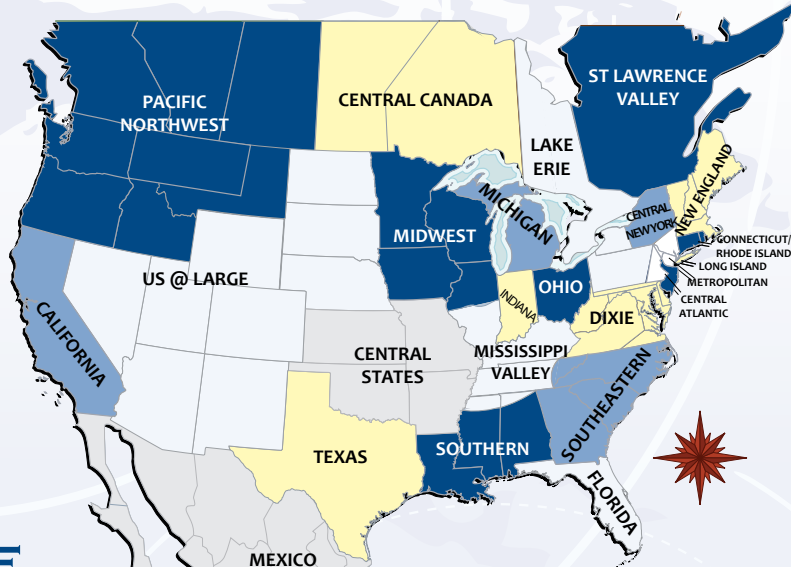 PACIFIC
NORTHWEST
CENTRAL CANADA
ST LAWRENCE
VALLEY
LAKE
ERIE
NEW ENGLAND
MICHIGAN
CENTRAL
NEW YORK
MIDWEST
CONNECTICUT/
RHODE ISLAND
LONG ISLAND
METROPOLITAN
CENTRAL
ATLANTIC
US @ LARGE
OHIO
INDIANA
DIXIE
CALIFORNIA
CENTRAL
STATES
MISSISSIPPI
VALLEY
SOUTHEASTERN
TEXAS
SOUTHERN
FLORIDA
MEXICO